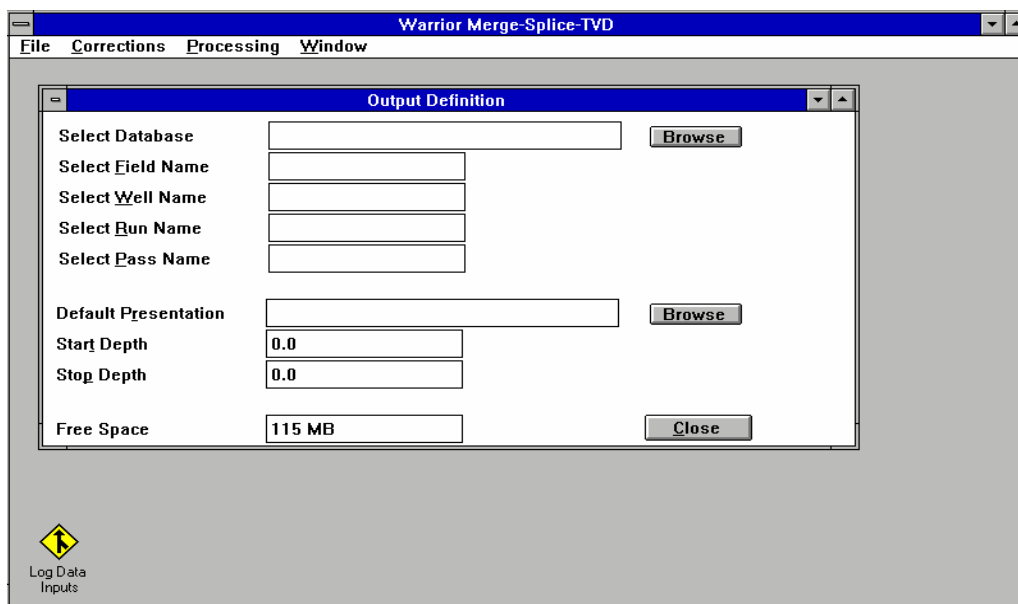 Warrior Merge-Splice-TVD
File Corrections Processing Window
Output Definition
Select Database Browse
Select Field Name
Select Well Name
Select Run Name
Select Pass Name
Default Presentation Browse
Start Depth 0.0
Stop Depth 0.0
Free Space 115 MB Close
Log Data
Inputs